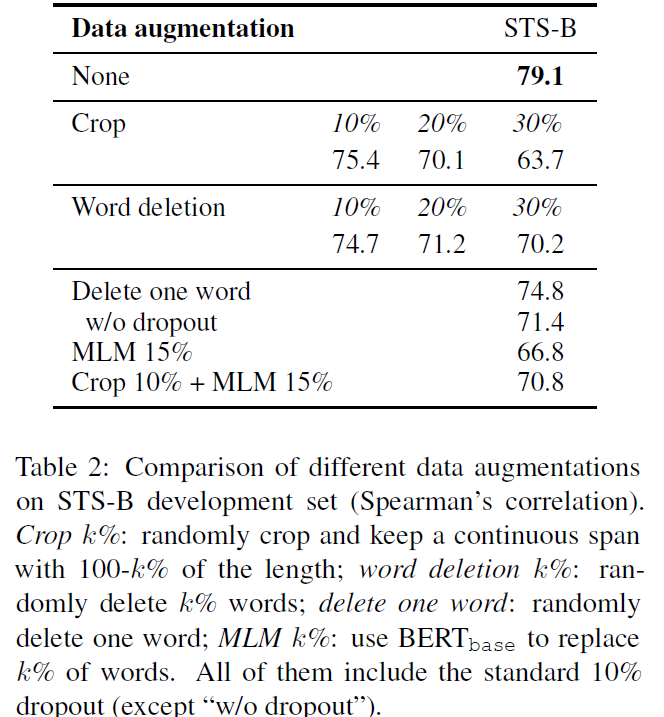 Data augmentation STS-B
None 79.1
Crop 10% 20% 30%
75.4 70.1 63.7
Word deletion 10% 20% 30%
74.7 71.2 70.2
Delete one word 74.8
w/o dropout 71.4
MLM 15% 66.8
Crop 10% + MLM 15% 70.8
Table 2: Comparison of different data augmentations
on STS-B development set (Spearman's correlation).
Crop k%: randomly crop and keep a continuous span
with 100-k% of the length; word deletion k%: ran-
domly delete k% words; delete one word: randomly
delete one word; MLM k%: use BERTbase to replace
k% of words. All of them include the standard 10%
dropout (except “w/o dropout”).